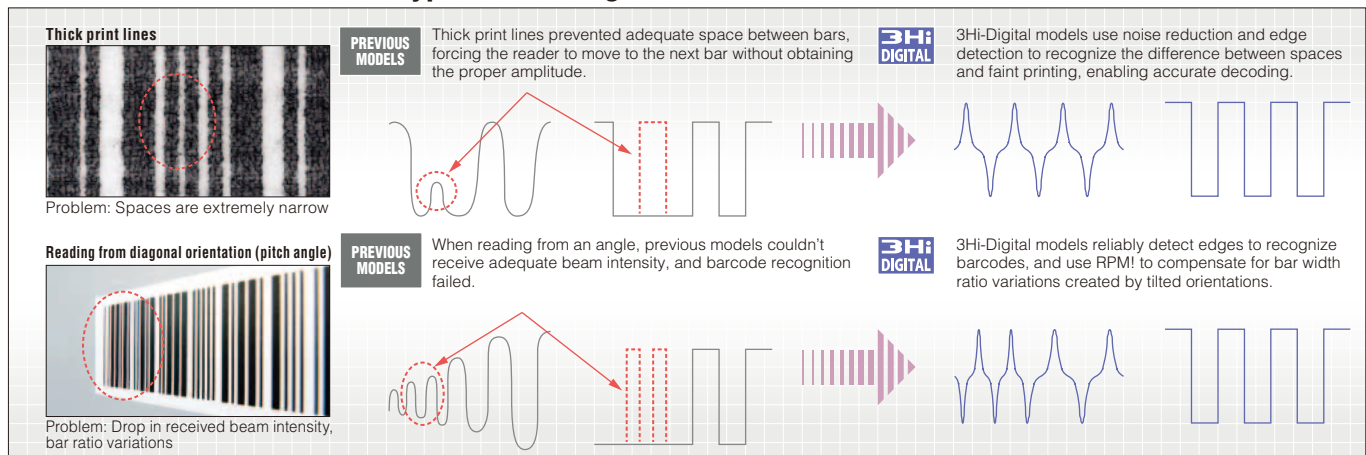 Thick print lines
PREVIOUS
MODELS
Thick print lines prevented adequate space between bars,
forcing the reader to move to the next bar without obtaining
the proper amplitude.
3Hi
DIGITAL
3Hi-Digital models use noise reduction and edge
detection to recognize the difference between spaces
and faint printing, enabling accurate decoding.
Problem: Spaces are extremely narrow
Reading from diagonal orientation (pitch angle)
PREVIOUS
MODELS
When reading from an angle, previous models couldn't
receive adequate beam intensity, and barcode recognition
failed.
3Hi
DIGITAL
3Hi-Digital models reliably detect edges to recognize
barcodes, and use RPM! to compensate for bar width
ratio variations created by tilted orientations.
Problem: Drop in received beam intensity,
bar ratio variations